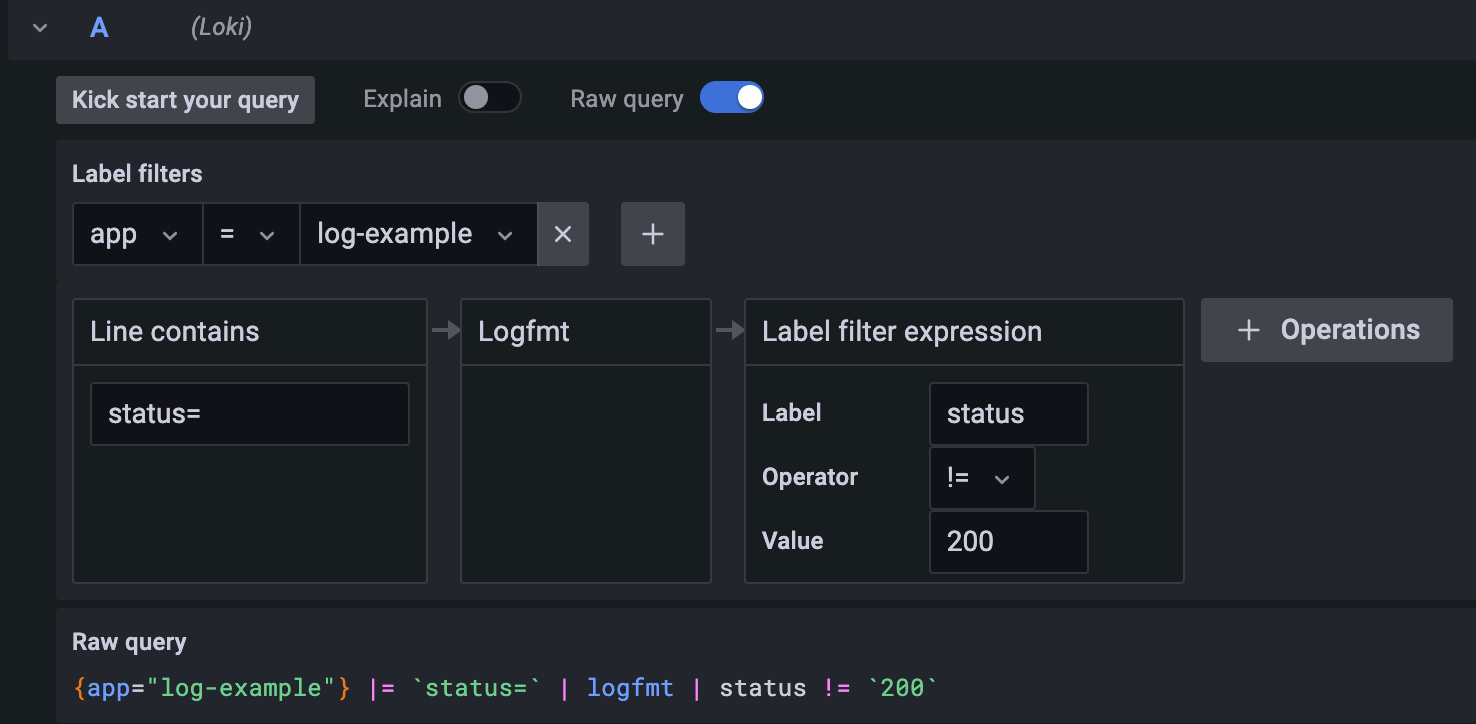 A (Loki)
Kick start your query Explain Raw query
Label filters
app = log-example × +
Line contains Logfmt Label filter expression + Operations
status= Label status
Operator !=
Value 200
Raw query
{app="log-example"} |= `status=` | logfmt | status != `200`